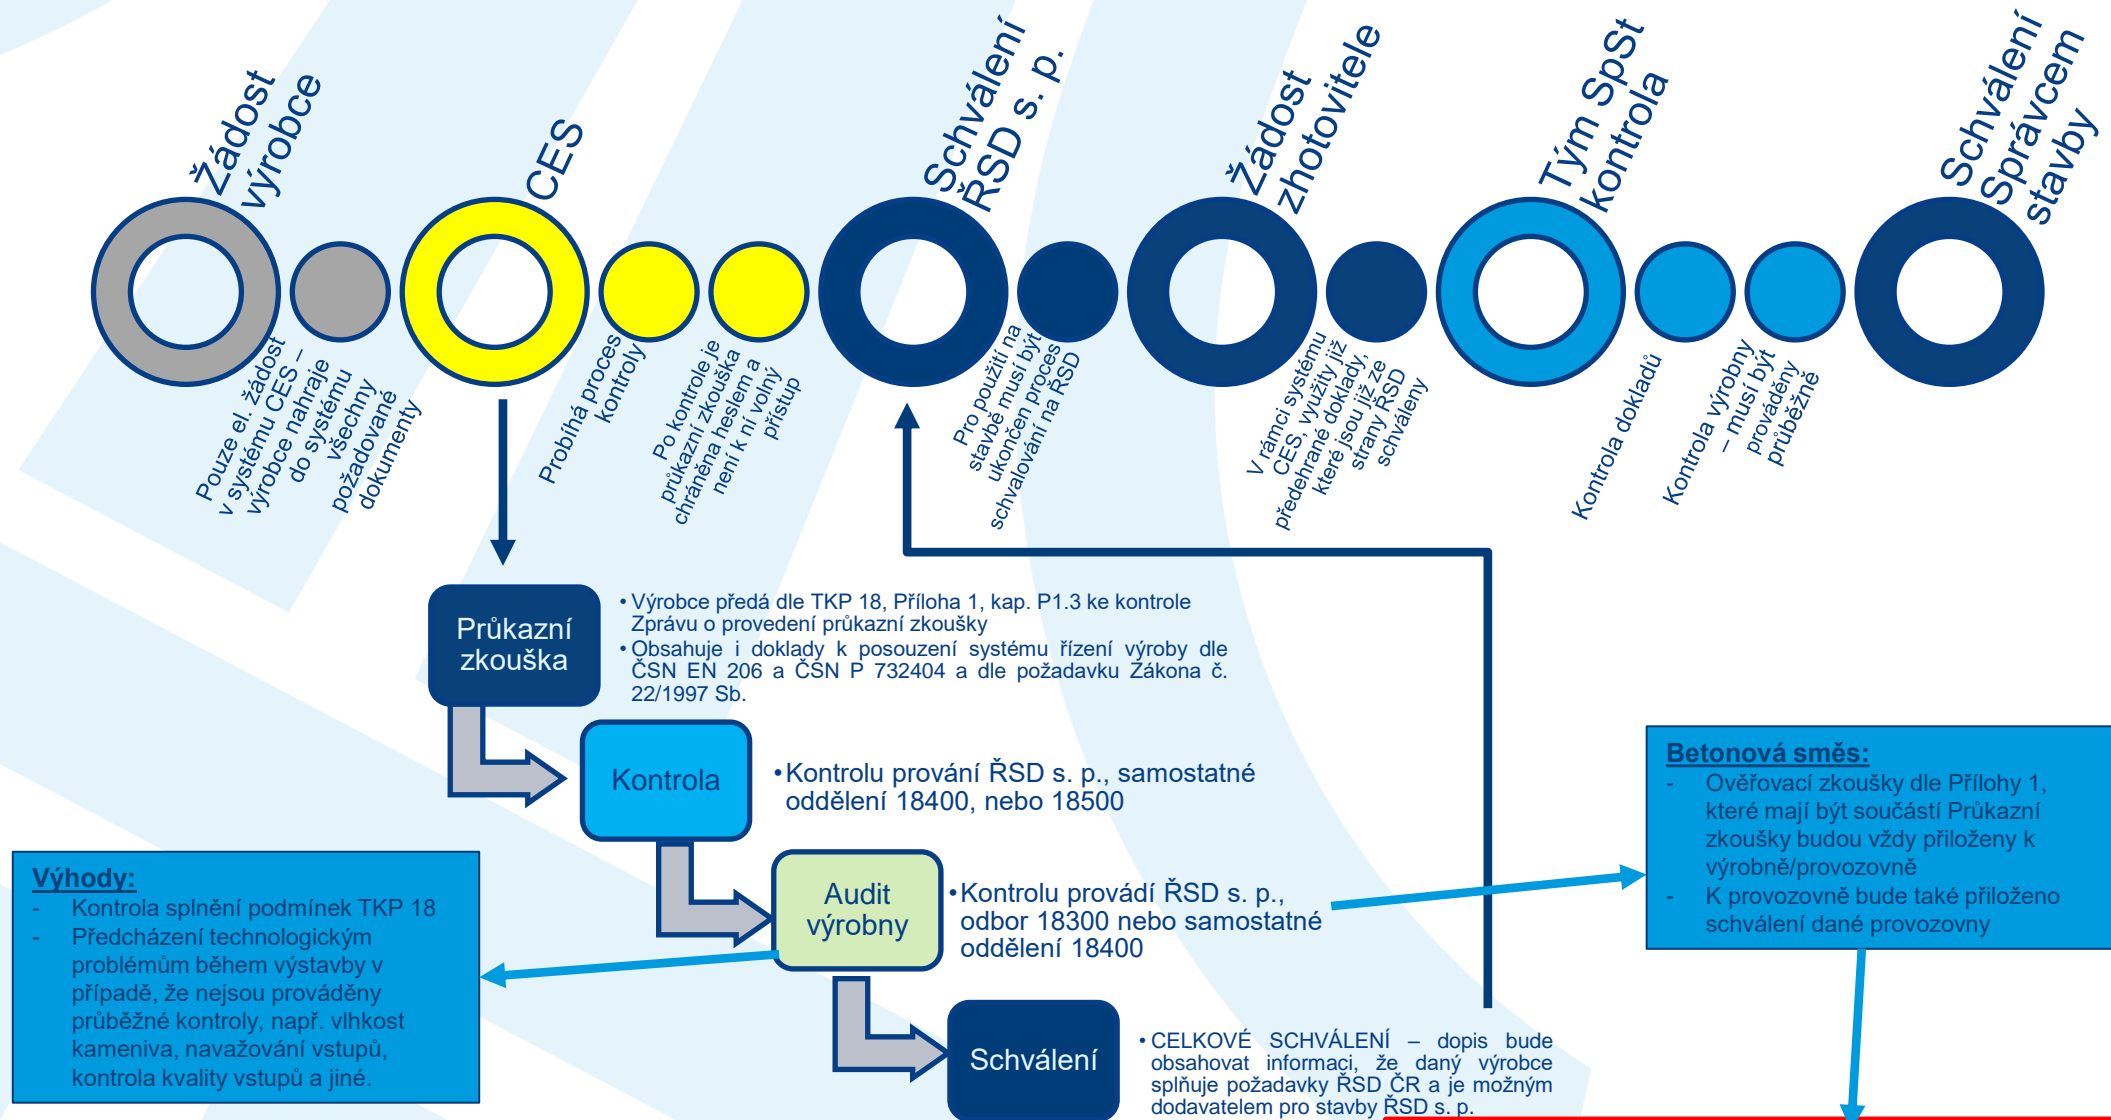 Žádost
výrobce
CES
Schválení
ŘSD s. p.
Žádost
zhotovitele
Tým SpSt
kontrola
Schválení
Správcem
stavby
Pouze el. žádost
v systému CES –
výrobce nahraje
do systému
všechny
požadované
dokumenty
Probíhá proces
kontroly
Po kontrole je
průkazní zkouška
chráněna heslem a
není k ní volný
přístup
Pro použití na
stavbě musí být
ukončen proces
schvalování na ŘSD
V rámci systému
CES, využity již
předehrané doklady,
které jsou již ze
strany ŘSD
schváleny
Kontrola dokladů
Kontrola výrobny
– musí být
prováděny
průběžně
Průkazní
zkouška
• Výrobce předá dle TKP 18, Příloha 1, kap. P1.3 ke kontrole
Zprávu o provedení průkazní zkoušky
• Obsahuje i doklady k posouzení systému řízení výroby dle
ČSN EN 206 a ČSN P 732404 a dle požadavku Zákona č.
22/1997 Sb.
Kontrola
• Kontrolu prování ŘSD s. p., samostatné
oddělení 18400, nebo 18500
Audit
výrobny
• Kontrolu provádí ŘSD s. p.,
odbor 18300 nebo samostatné
oddělení 18400
Schválení
• CELKOVÉ SCHVÁLENÍ – dopis bude
obsahovat informaci, že daný výrobce
splňuje požadavky ŘSD ČR a je možným
dodavatelem pro stavby ŘSD s. p.
Výhody:
- Kontrola splnění podmínek TKP 18
- Předcházení technologickým
problémům během výstavby v
případě, že nejsou prováděny
průběžné kontroly, např. vlhkost
kameniva, navažování vstupů,
kontrola kvality vstupů a jiné.
Betonová směs:
- Ověřovací zkoušky dle Přílohy 1,
které mají být součástí Průkazní
zkoušky budou vždy přiloženy k
výrobně/provozovně
- K provozovně bude také přiloženo
schválení dané provozovny